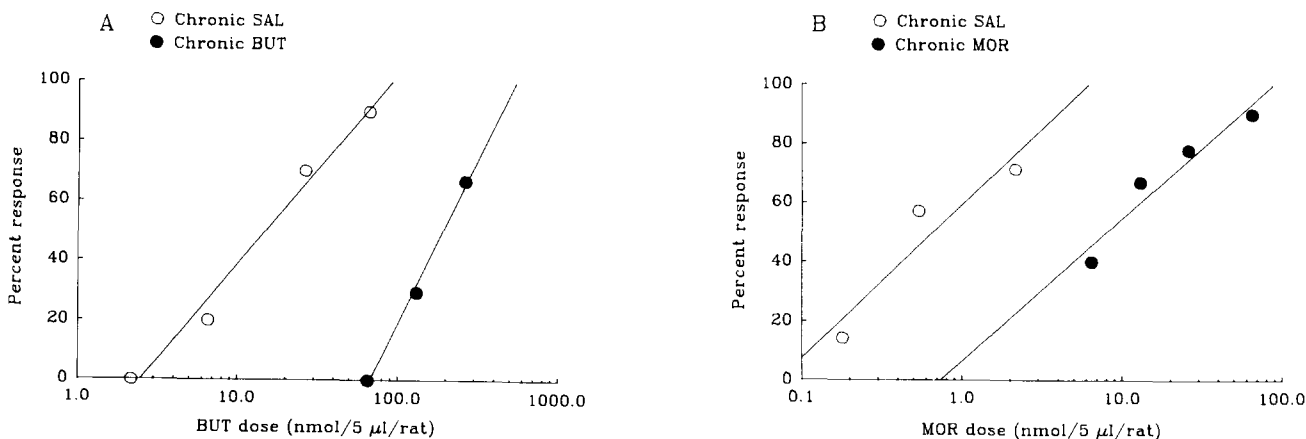 A
Chronic SAL
Chronic BUT
100
80
60
40
20
0
Percent response
1.0 10.0 100.0 1000.0
BUT dose (nmol/5 µl/rat)
B
Chronic SAL
Chronic MOR
100
80
60
40
20
0
Percent response
0.1 1.0 10.0 100.0
MOR dose (nmol/5 µl/rat)